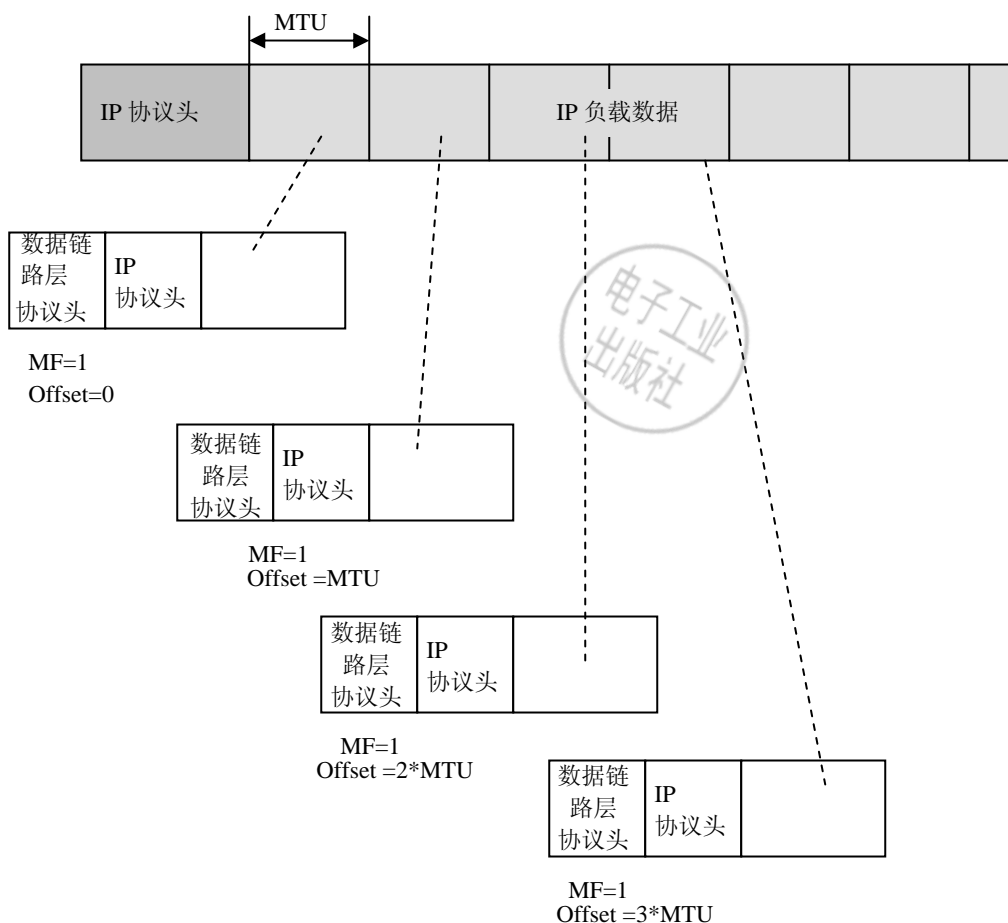 MTU
IP 协议头
IP 负载数据
数据链
路层
协议头
IP
协议头
MF=1
Offset=0
电子工业
出版社
数据链
路层
协议头
IP
协议头
MF=1
Offset =MTU
数据链
路层
协议头
IP
协议头
MF=1
Offset =2*MTU
数据链
路层
协议头
IP
协议头
MF=1
Offset =3*MTU